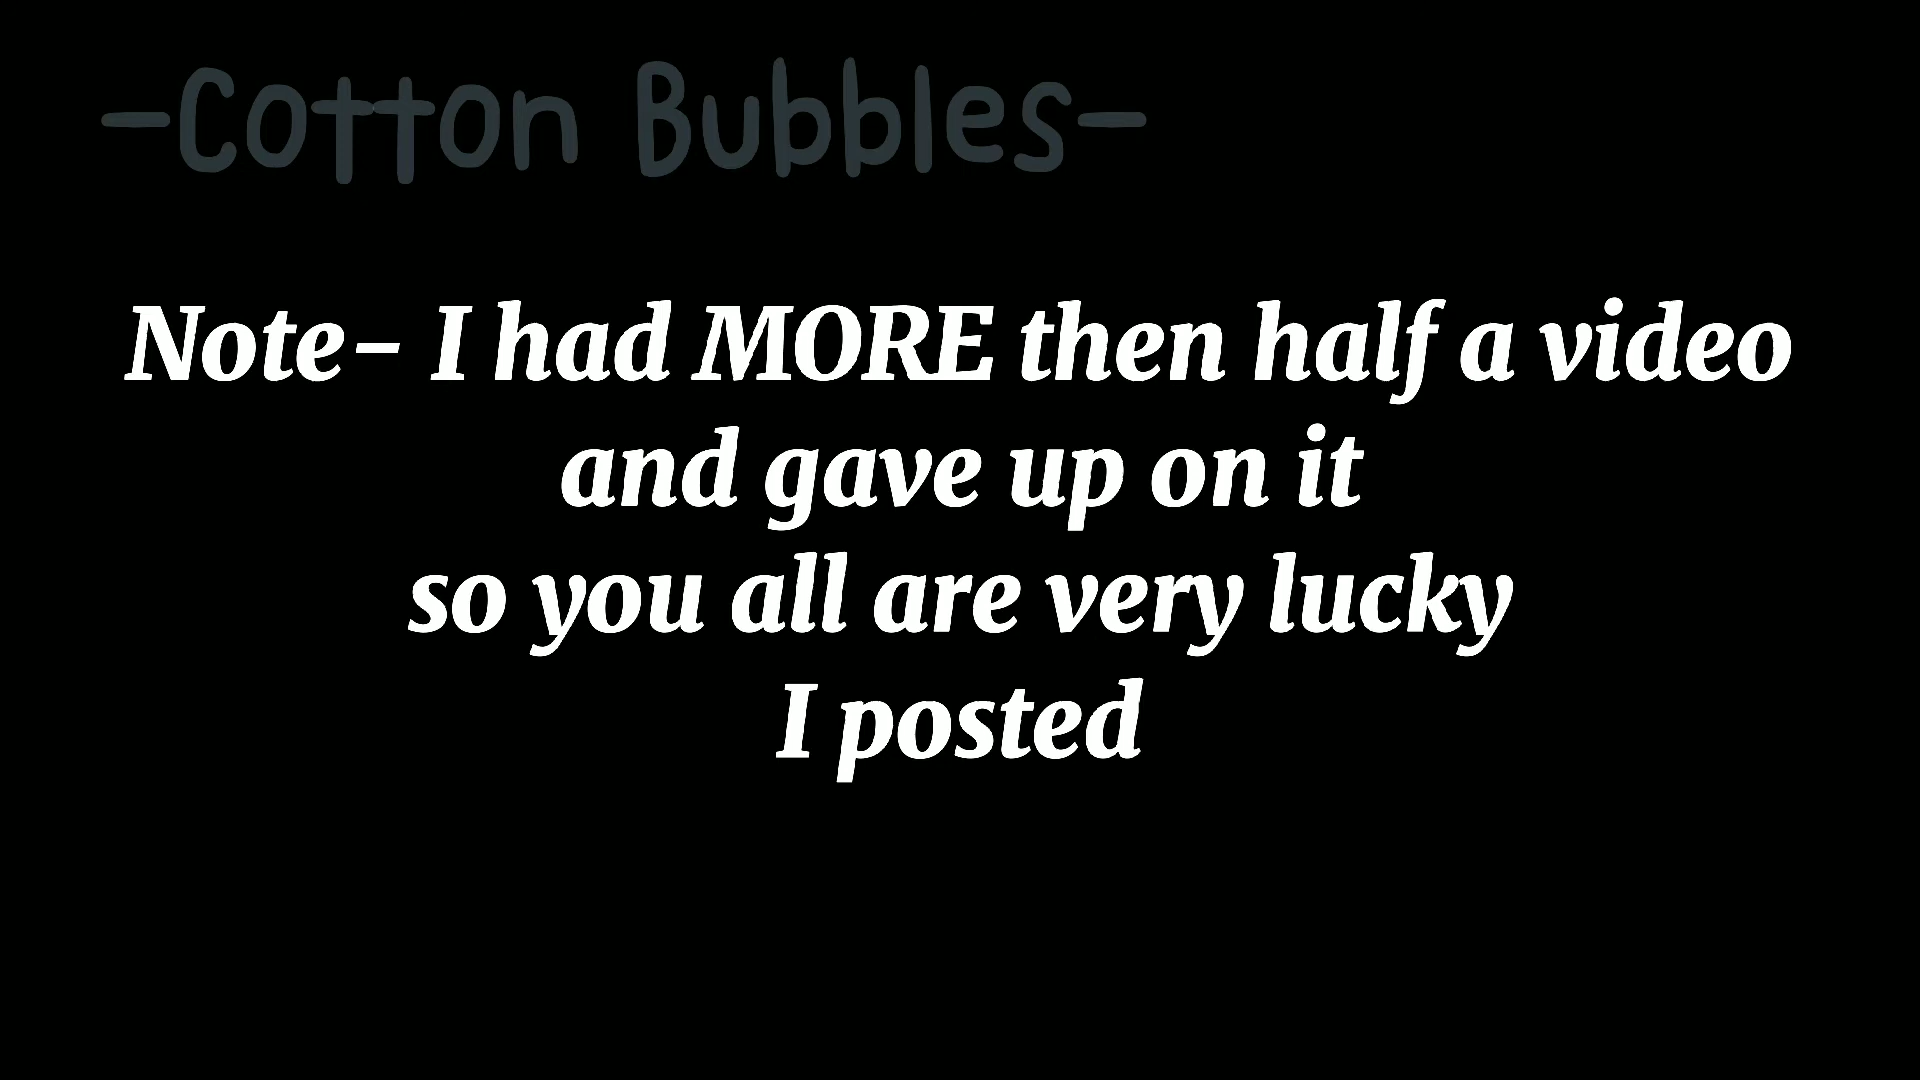 -Cotton Bubbles-
Note- I had MORE then half a video
and gave up on it
so you all are very lucky
I posted